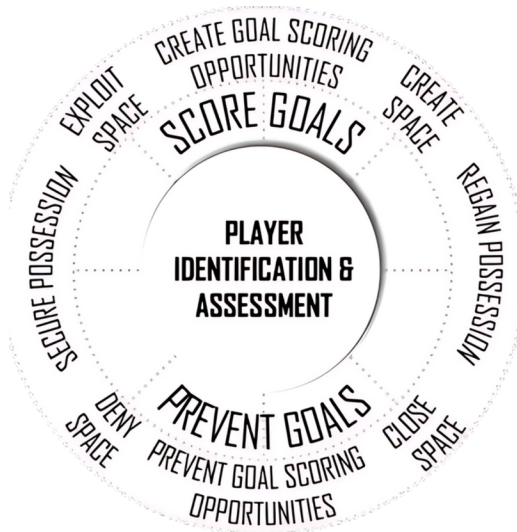 CREATE GOAL SCORING
OPPORTUNITIES
EXPLOIT
SPACE
CREATE
SPACE
SCORE GOALS
SECURE POSSESSION
REGAIN POSSESSION
PLAYER
IDENTIFICATION &
ASSESSMENT
PREVENT GOALS
DENY
SPACE
CLOSE
SPACE
PREVENT GOAL SCORING
OPPORTUNITIES